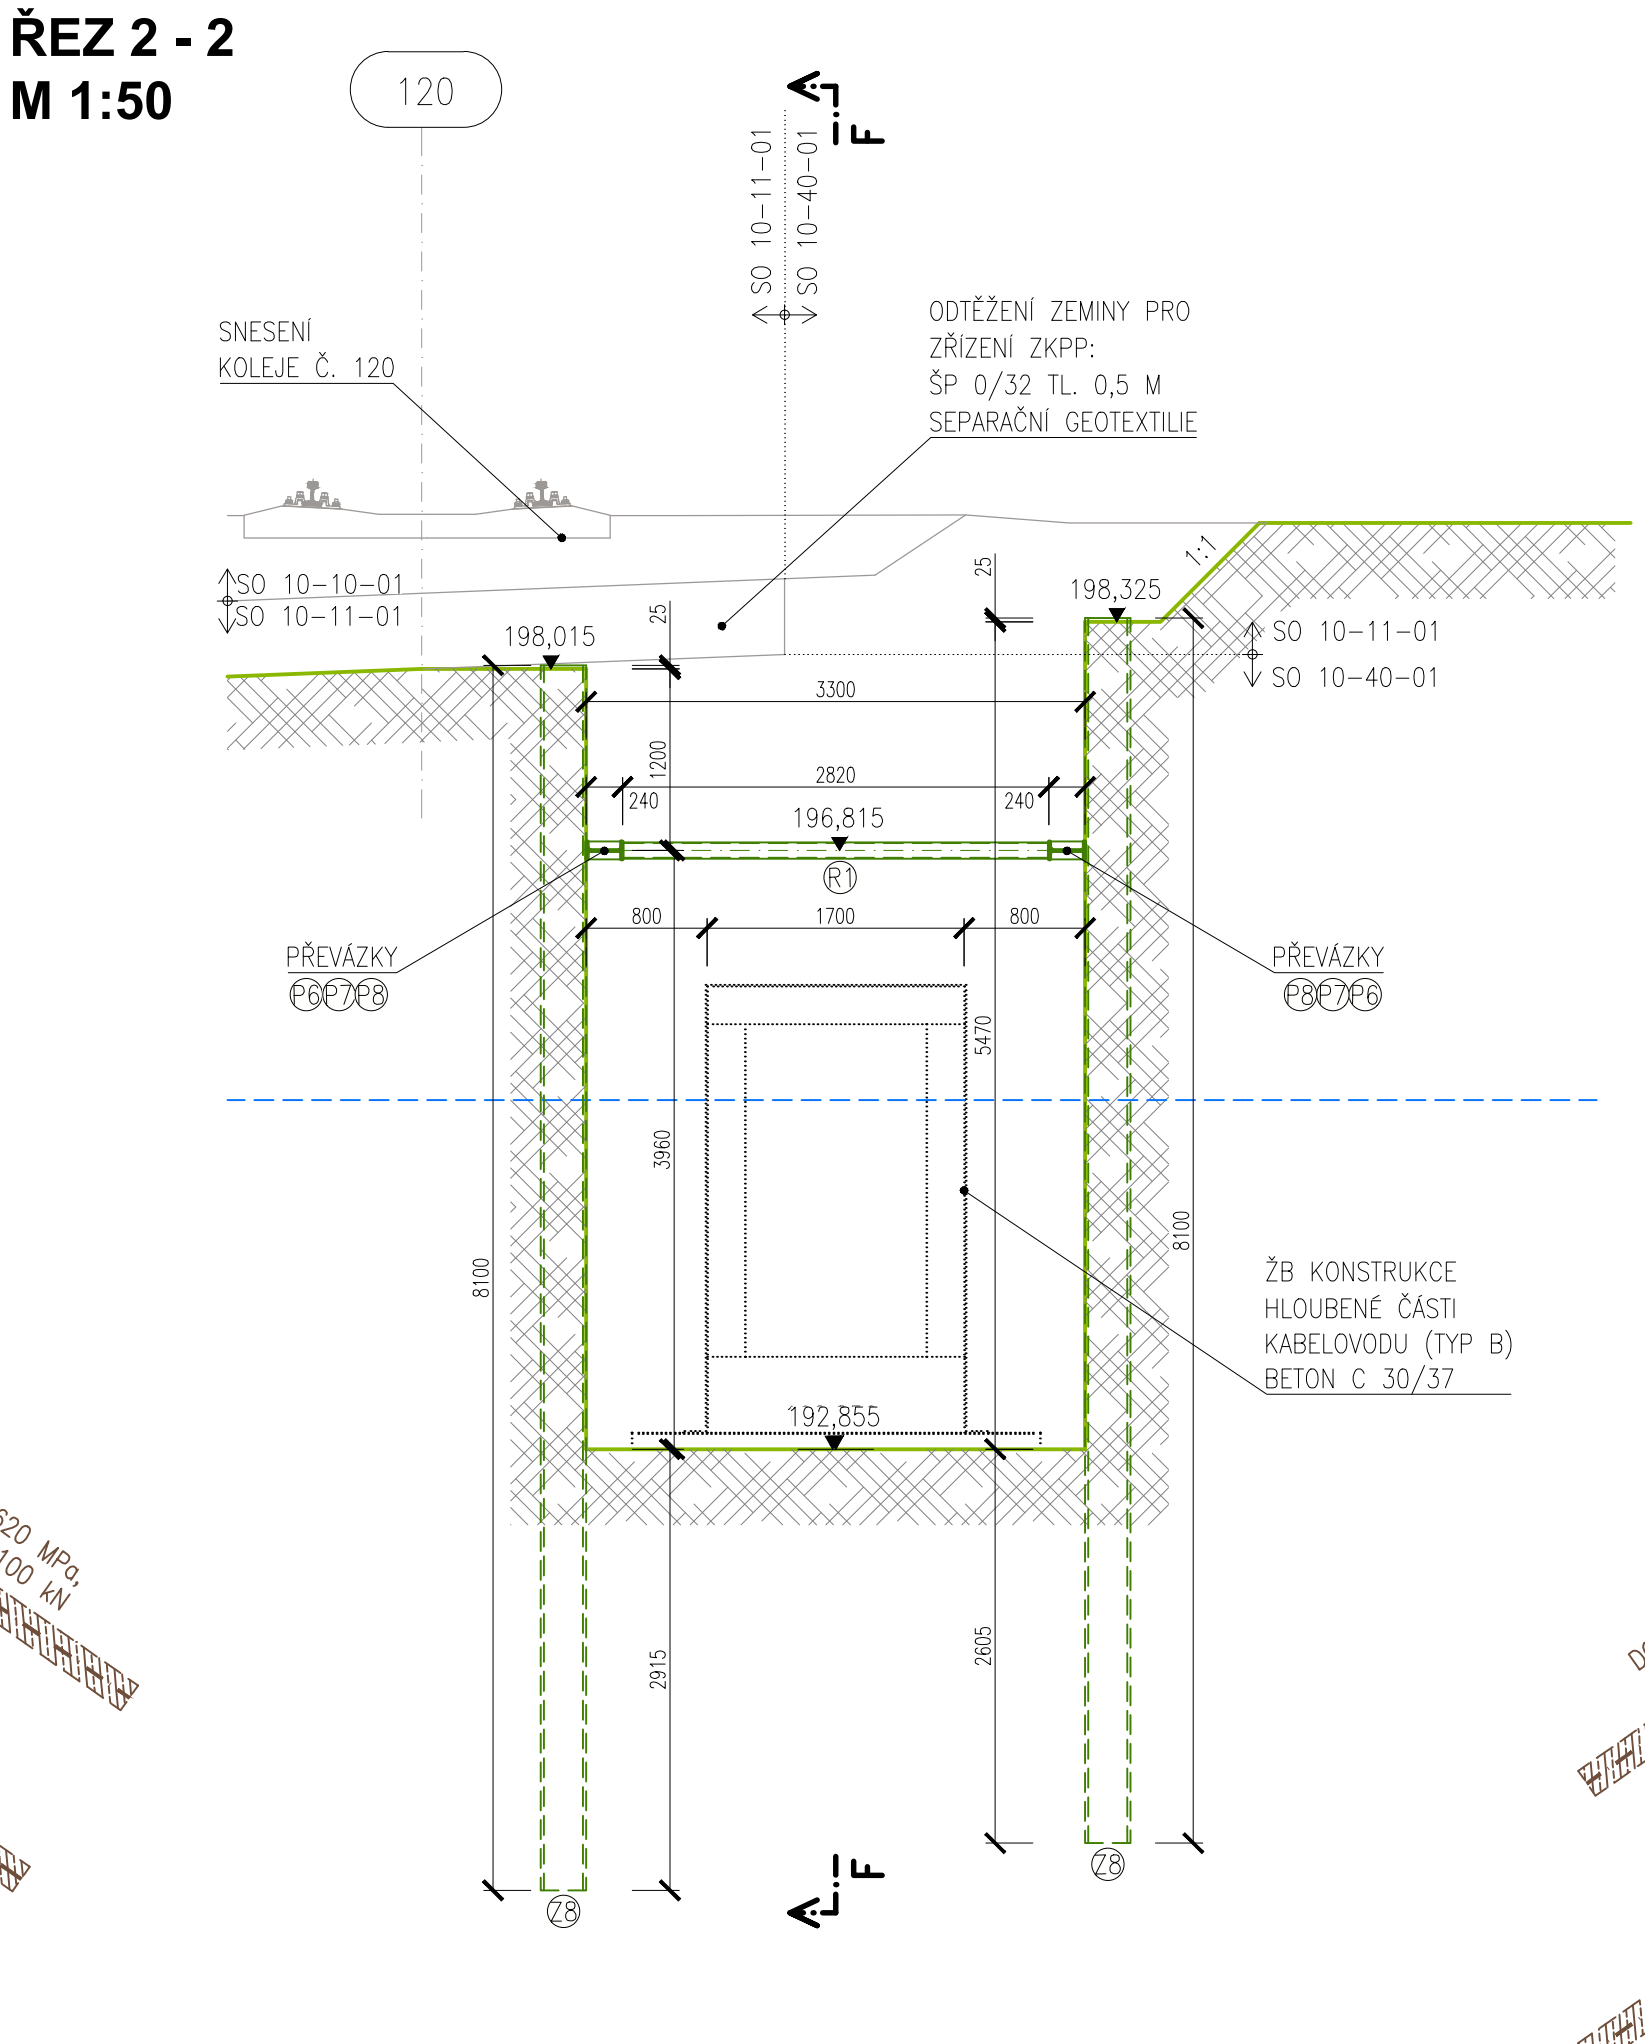 ŘEZ 2 - 2
M 1:50
120
F
SO 10-11-01
SO 10-40-01
SNESENÍ
KOLEJE Č. 120
ODTĚŽENÍ ZEMINY PRO
ZŘÍZENÍ ZKPP:
ŠP 0/32 TL. 0,5 M
SEPARAČNÍ GEOTEXTILIE
1:1
SO 10-10-01
SO 10-11-01
25
198,325
25
198,015
SO 10-11-01
SO 10-40-01
3300
1200
2820
240
240
196,815
R1
800
1700
800
PŘEVÁZKY
P6 P7 P8
PŘEVÁZKY
P8 P7 P6
5470
3960
8100
8100
ŽB KONSTRUKCE
HLOUBENÉ ČÁSTI
KABELOVODU (TYP B)
BETON C 30/37
192,855
MPa,
kN
2915
2605
Z8
Z8
F